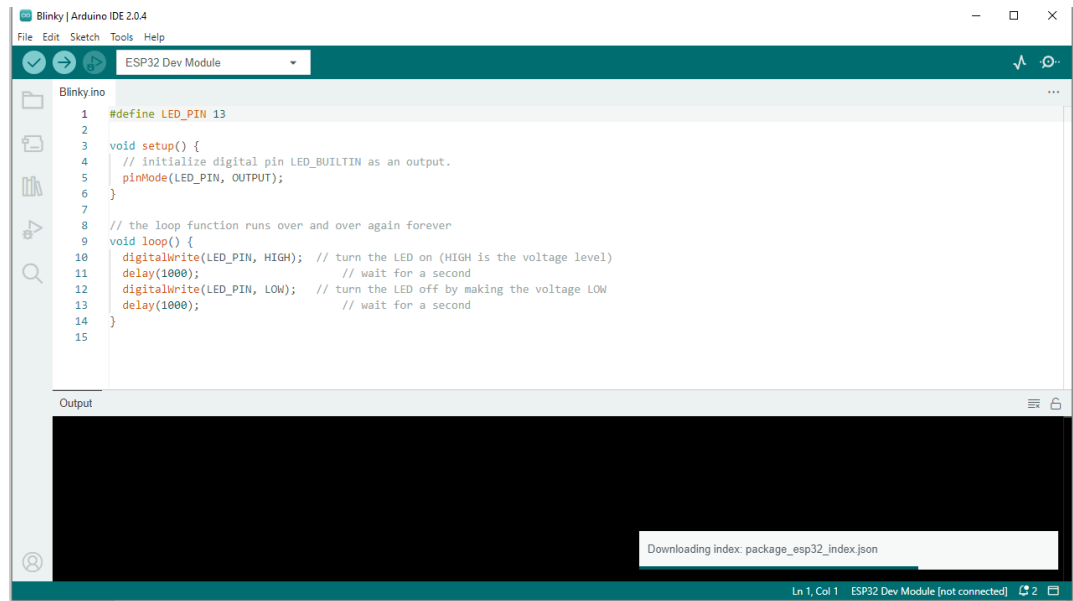 Blinky | Arduino IDE 2.0.4
File Edit Sketch Tools Help
ESP32 Dev Module
Blinky.ino
1 #define LED_PIN 13
2
3 void setup() {
4   // initialize digital pin LED_BUILTIN as an output.
5   pinMode(LED_PIN, OUTPUT);
6 }
7
8 // the loop function runs over and over again forever
9 void loop() {
10   digitalWrite(LED_PIN, HIGH);  // turn the LED on (HIGH is the voltage level)
11   delay(1000);                      // wait for a second
12   digitalWrite(LED_PIN, LOW);   // turn the LED off by making the voltage LOW
13   delay(1000);                      // wait for a second
14 }
15
Output
Downloading index: package_esp32_index.json
Ln 1, Col 1 ESP32 Dev Module [not connected] 2